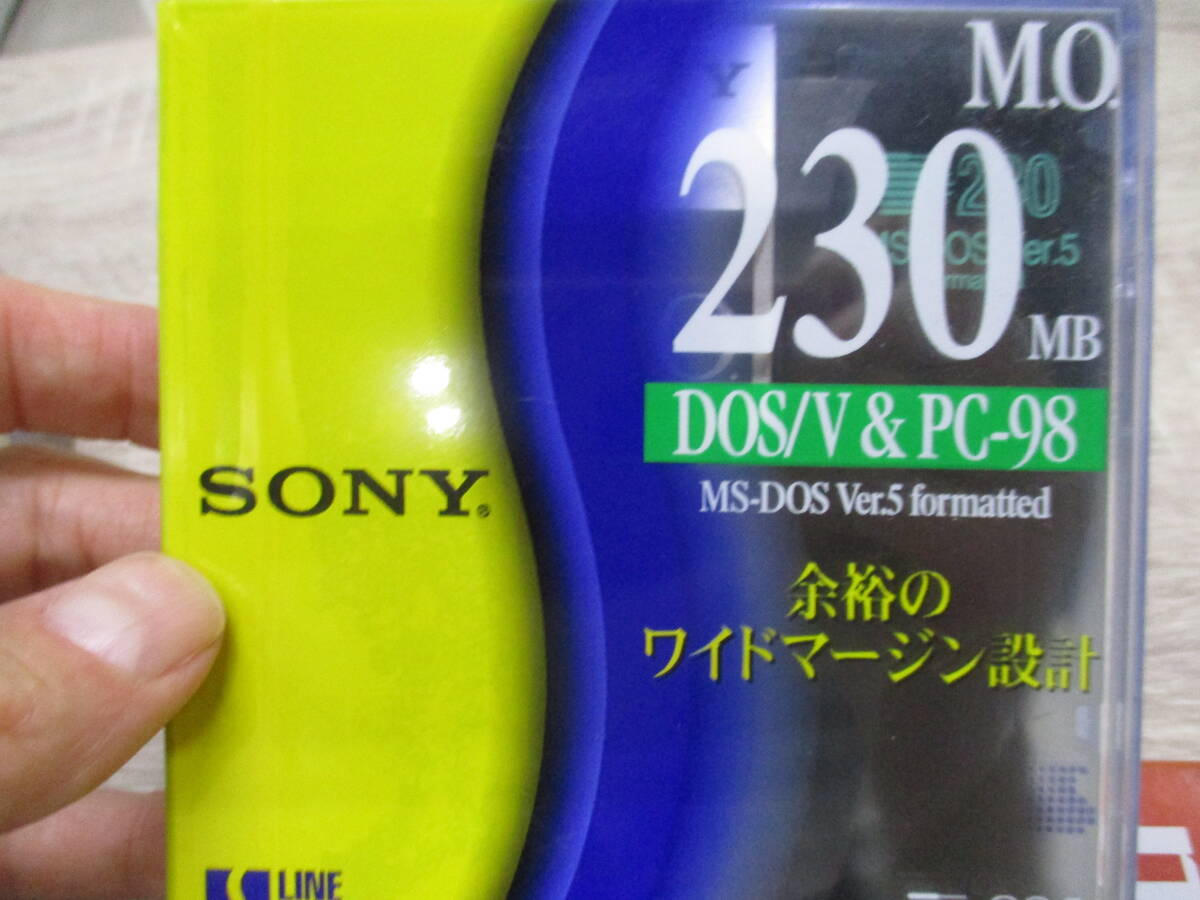 M.O.
230
MB
DOS/V & PC-98
MS-DOS Ver.5 formatted
余裕の
ワイドマージン設計
SONY
LINE
230